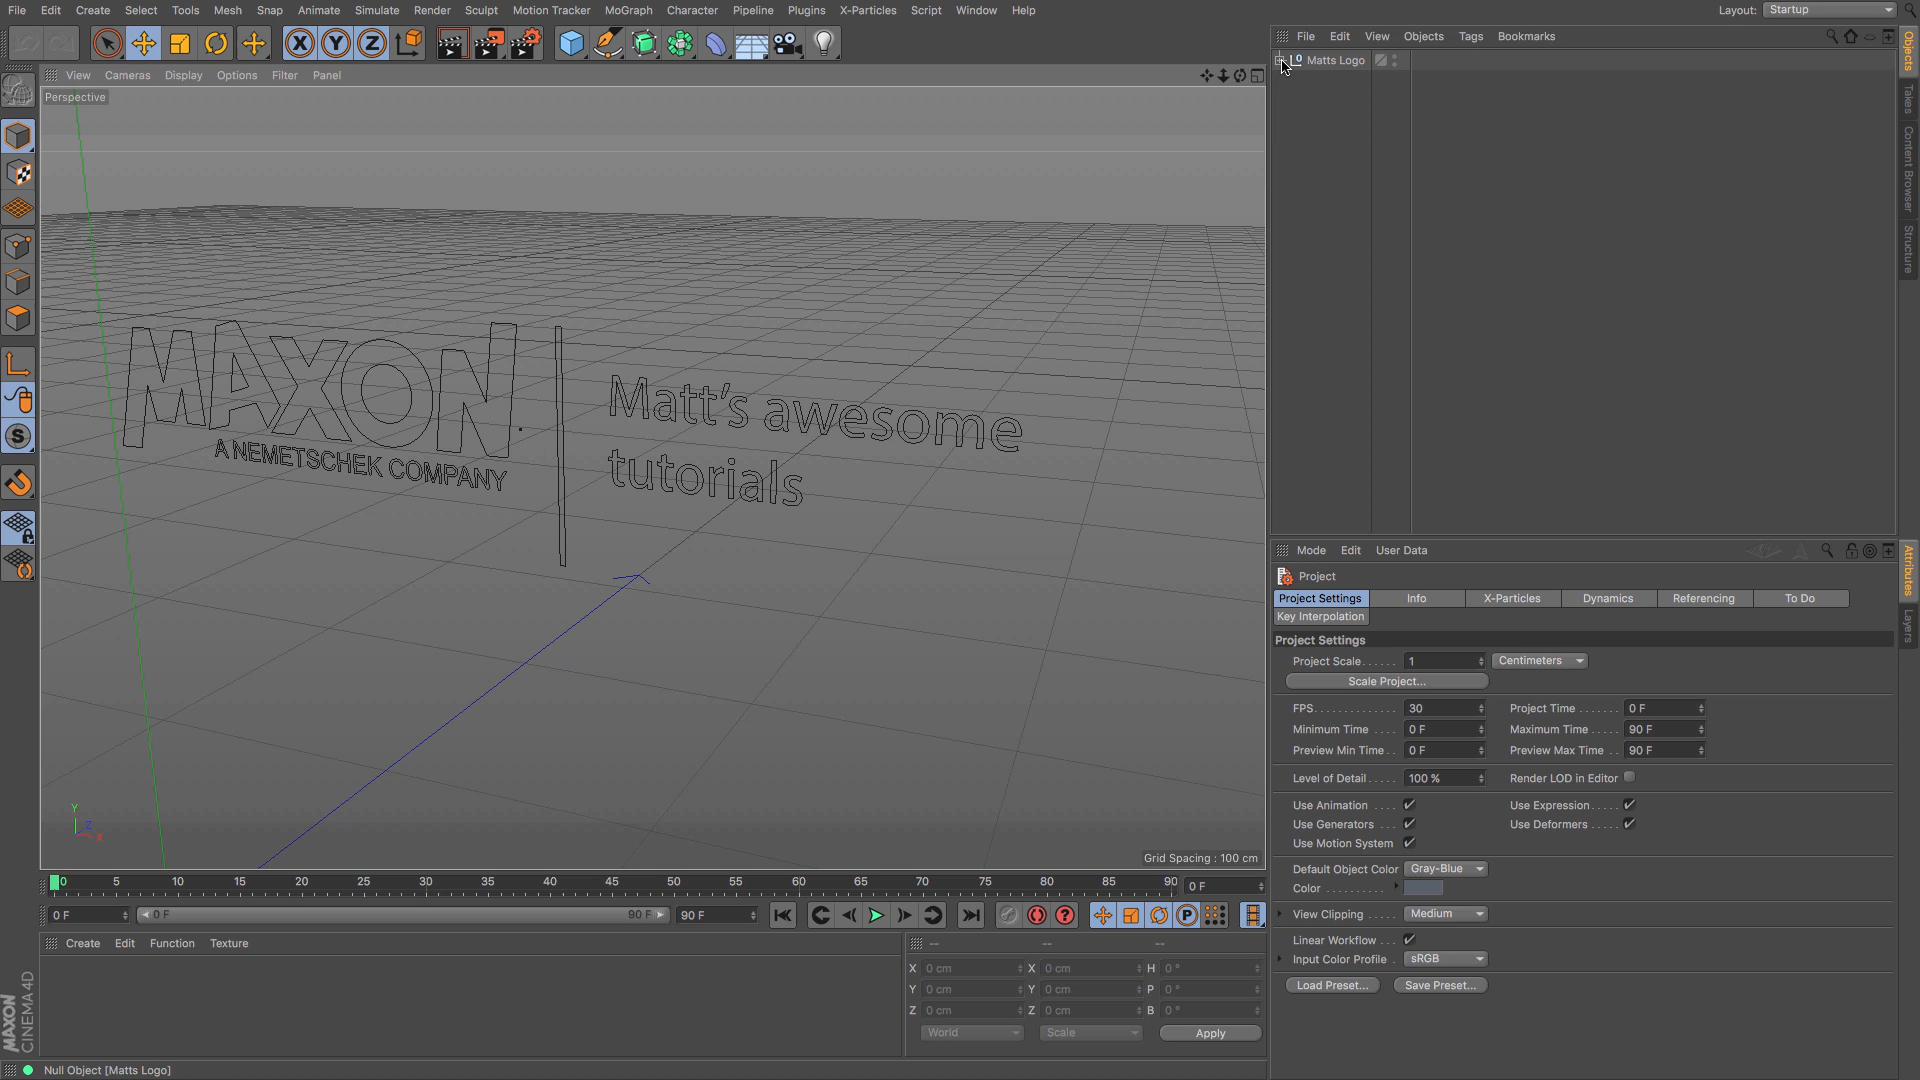 File Edit Create Select Tools Mesh Snap Animate Simulate Render Sculpt Motion Tracker MoGraph Character Pipeline Plugins X-Particles Script Window Help
Layout: Startup
File Edit View Objects Tags Bookmarks
Matts Logo
View Cameras Display Options Filter Panel
Perspective
X Y Z
S
MAXON
A NEMETSCHEK COMPANY
Matt's awesome
tutorials
Y
Z
X
Grid Spacing : 100 cm
Objects
Takes
Content Browser
Structure
Mode Edit User Data
Project
Project Settings Info X-Particles Dynamics Referencing To Do
Key Interpolation
Project Settings
Project Scale 1 Centimeters
Scale Project...
FPS 30 Project Time 0 F
Minimum Time 0 F Maximum Time 90 F
Preview Min Time 0 F Preview Max Time 90 F
Level of Detail 100 % Render LOD in Editor
Use Animation Use Expression
Use Generators Use Deformers
Use Motion System
Default Object Color Gray-Blue
Color
View Clipping Medium
Linear Workflow
Input Color Profile sRGB
Load Preset... Save Preset...
Attributes
Layers
0 5 10 15 20 25 30 35 40 45 50 55 60 65 70 75 80 85 90 0 F
0 F 0 F 90 F 90 F
P
Create Edit Function Texture
-- -- --
X 0 cm X 0 cm H 0 °
Y 0 cm Y 0 cm P 0 °
Z 0 cm Z 0 cm B 0 °
World Scale Apply
MAXON
CINEMA 4D
Null Object [Matts Logo]